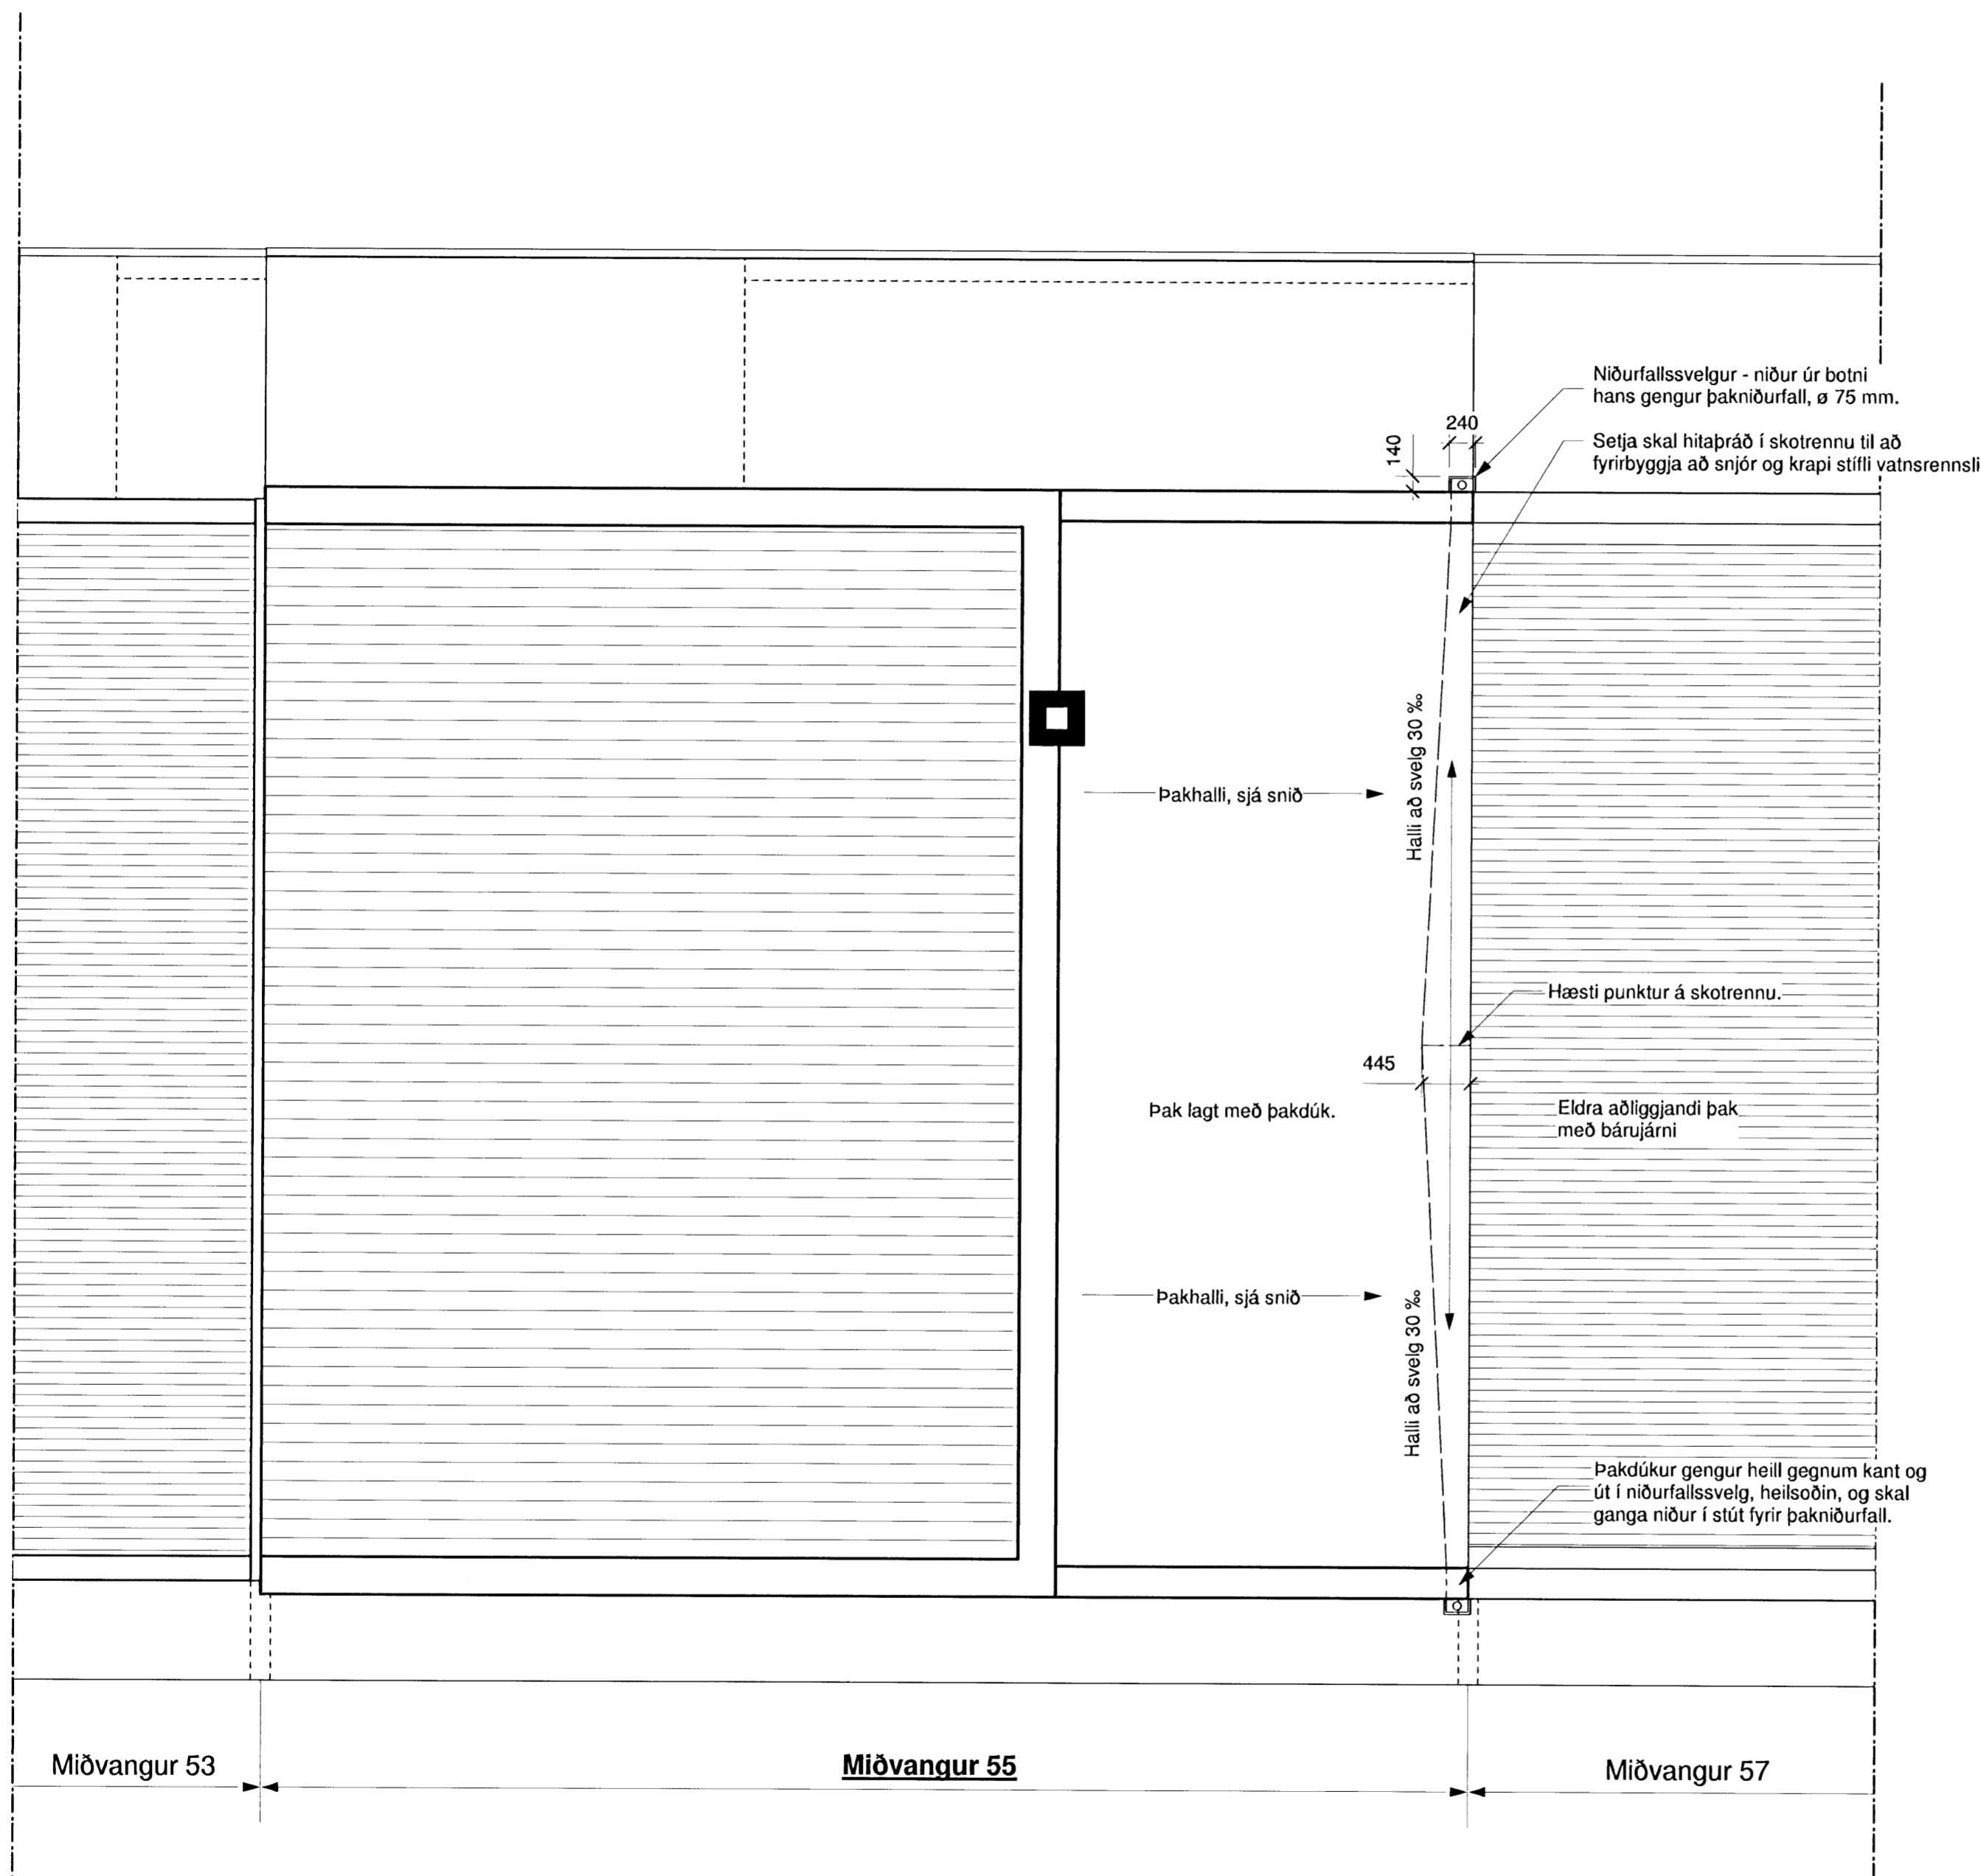 Niðurfallssvelgur - niður úr botni
hans gengur þakniðurfall, ø 75 mm.
240
140
Setja skal hitaþráð í skotrennu til að
fyrirbyggja að snjór og krapi stífli vatnsrennsli
Halli að svelg 30 ‰
Þakhalli, sjá snið
Hæsti punktur á skotrennu.
445
Þak lagt með þakdúk.
Eldra aðliggjandi þak
með bárujárni
Þakhalli, sjá snið
Halli að svelg 30 ‰
Þakdúkur gengur heill gegnum kant og
út í niðurfallssvelg, heilsoðin, og skal
ganga niður í stút fyrir þakniðurfall.
Miðvangur 53
Miðvangur 55
Miðvangur 57